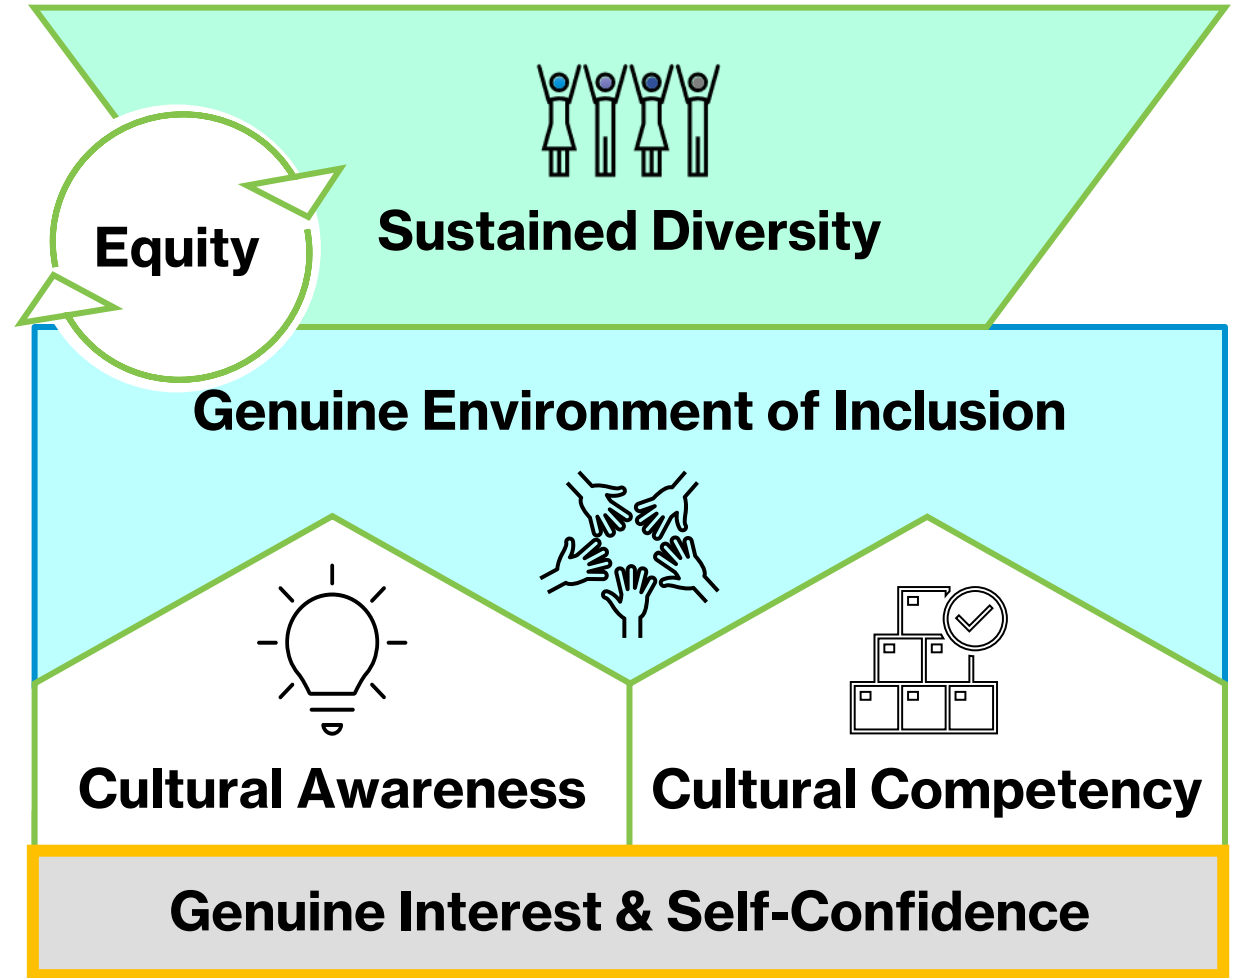 Sustained Diversity
Equity
Genuine Environment of Inclusion
Cultural Awareness
Cultural Competency
Genuine Interest & Self-Confidence